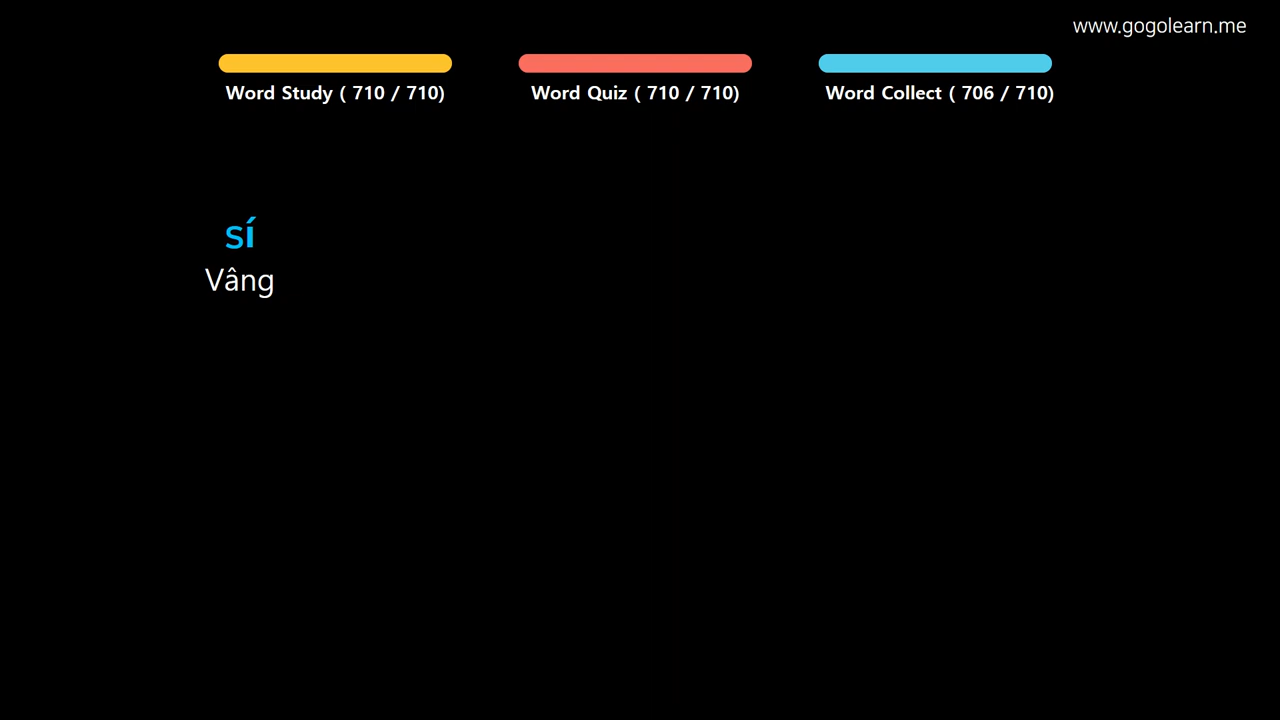 www.gogolearn.me
Word Study ( 710 / 710)
Word Quiz ( 710 / 710)
Word Collect ( 706 / 710)
sí
Vâng